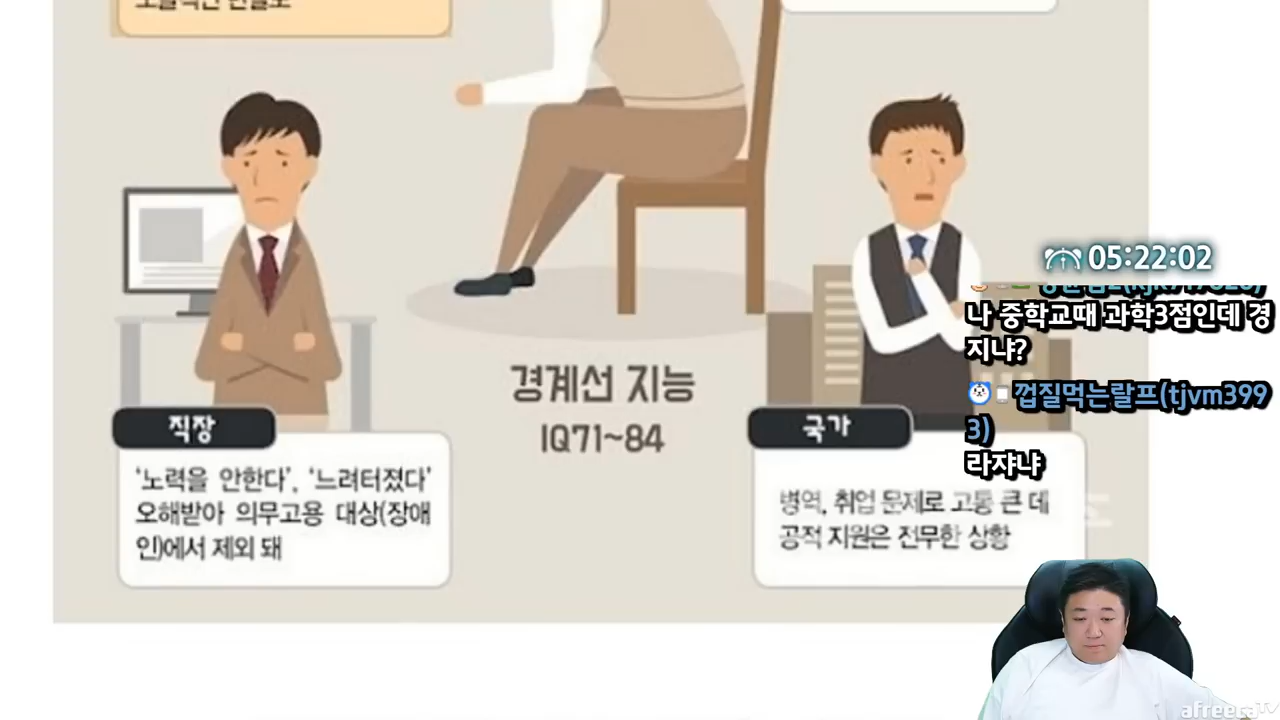 05:22:02
나 중학교때 과학3점인데 경
지냐?
껍질먹는랄프(tjvm399
3)
라쟈냐
경계선 지능
IQ71~84
직장
'노력을 안한다', '느려터졌다'
오해받아 의무고용 대상(장애
인)에서 제외 돼
국가
병역, 취업 문제로 고통 큰 데
공적 지원은 전무한 상황
afreecaTV